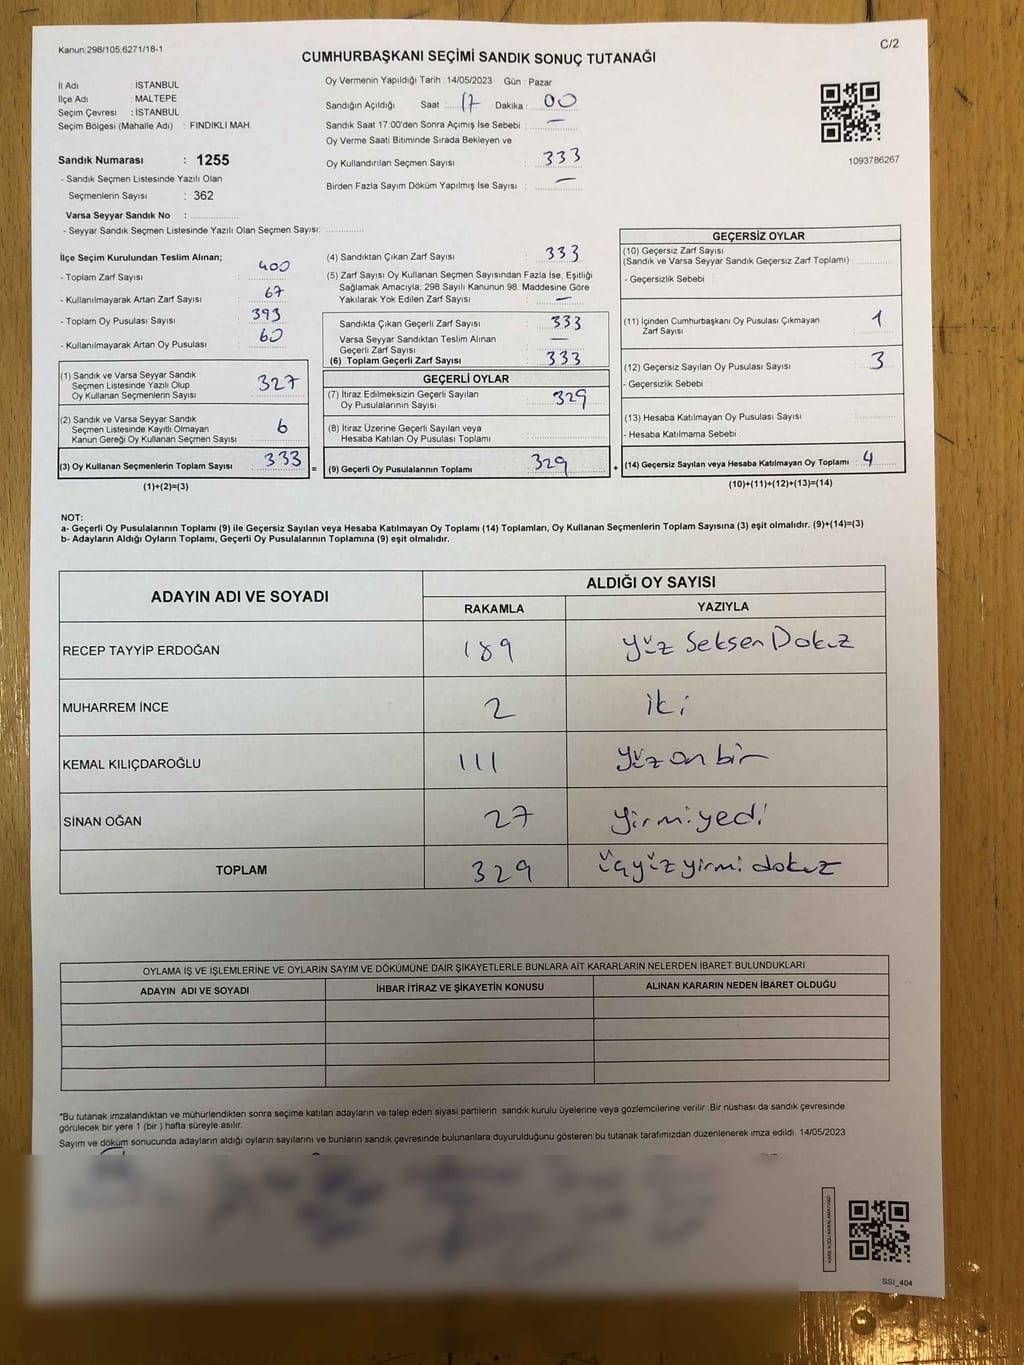 Kanun:298/105,6271/18-1
C/2
CUMHURBAŞKANI SEÇİMİ SANDIK SONUÇ TUTANAĞI
İl Adı : İSTANBUL
İlçe Adı : MALTEPE
Seçim Çevresi : İSTANBUL
Seçim Bölgesi (Mahalle Adı) : FINDIKLI MAH.
Sandık Numarası : 1255
- Sandık Seçmen Listesinde Yazılı Olan
Seçmenlerin Sayısı : 362
Varsa Seyyar Sandık No :
- Seyyar Sandık Seçmen Listesinde Yazılı Olan Seçmen Sayısı:
Oy Vermenin Yapıldığı Tarih : 14/05/2023 Gün : Pazar
Sandığın Açıldığı Saat : 17 Dakika : 00
Sandık Saat 17:00'den Sonra Açımış İse Sebebi : —
Oy Verme Saati Bitiminde Sırada Bekleyen ve
Oy Kullandırılan Seçmen Sayısı : 333
Birden Fazla Sayım Döküm Yapılmış İse Sayısı : —
1093786267
İlçe Seçim Kurulundan Teslim Alınan;
- Toplam Zarf Sayısı : 400
- Kullanılmayarak Artan Zarf Sayısı : 67
- Toplam Oy Pusulası Sayısı : 393
- Kullanılmayarak Artan Oy Pusulası : 60
(1) Sandık ve Varsa Seyyar Sandık
Seçmen Listesinde Yazılı Olup
Oy Kullanan Seçmenlerin Sayısı : 327
(2) Sandık ve Varsa Seyyar Sandık
Seçmen Listesinde Kayıtlı Olmayan
Kanun Gereği Oy Kullanan Seçmen Sayısı : 6
(3) Oy Kullanan Seçmenlerin Toplam Sayısı : 333
(1)+(2)=(3)
(4) Sandıktan Çıkan Zarf Sayısı : 333
(5) Zarf Sayısı Oy Kullanan Seçmen Sayısından Fazla İse, Eşitliği
Sağlamak Amacıyla; 298 Sayılı Kanunun 98. Maddesine Göre
Yakılarak Yok Edilen Zarf Sayısı : —
Sandıkta Çıkan Geçerli Zarf Sayısı : 333
Varsa Seyyar Sandıktan Teslim Alınan
Geçerli Zarf Sayısı : —
(6) Toplam Geçerli Zarf Sayısı : 333
GEÇERLİ OYLAR
(7) İtiraz Edilmeksizin Geçerli Sayılan
Oy Pusulalarının Sayısı : 329
(8) İtiraz Üzerine Geçerli Sayılan veya
Hesaba Katılan Oy Pusulası Toplamı :
= (9) Geçerli Oy Pusulalarının Toplamı : 329
GEÇERSİZ OYLAR
(10) Geçersiz Zarf Sayısı
(Sandık ve Varsa Seyyar Sandık Geçersiz Zarf Toplamı) :
- Geçersizlik Sebebi :
(11) İçinden Cumhurbaşkanı Oy Pusulası Çıkmayan
Zarf Sayısı : 1
(12) Geçersiz Sayılan Oy Pusulası Sayısı : 3
- Geçersizlik Sebebi :
(13) Hesaba Katılmayan Oy Pusulası Sayısı :
- Hesaba Katılmama Sebebi :
+ (14) Geçersiz Sayılan veya Hesaba Katılmayan Oy Toplamı : 4
(10)+(11)+(12)+(13)=(14)
NOT:
a- Geçerli Oy Pusulalarının Toplamı (9) ile Geçersiz Sayılan veya Hesaba Katılmayan Oy Toplamı (14) Toplamları, Oy Kullanan Seçmenlerin Toplam Sayısına (3) eşit olmalıdır. (9)+(14)=(3)
b- Adayların Aldığı Oyların Toplamı, Geçerli Oy Pusulalarının Toplamına (9) eşit olmalıdır.
ADAYIN ADI VE SOYADI
ALDIĞI OY SAYISI
RAKAMLA YAZIYLA
RECEP TAYYİP ERDOĞAN 189 yüz Seksen Dokuz
MUHARREM İNCE 2 iki
KEMAL KILIÇDAROĞLU 111 yüz on bir
SİNAN OĞAN 27 yirmi yedi
TOPLAM 329 üçyüz yirmi dokuz
OYLAMA İŞ VE İŞLEMLERİNE VE OYLARIN SAYIM VE DÖKÜMÜNE DAİR ŞİKAYETLERLE BUNLARA AİT KARARLARIN NELERDEN İBARET BULUNDUKLARI
ADAYIN ADI VE SOYADI İHBAR İTİRAZ VE ŞİKAYETİN KONUSU ALINAN KARARIN NEDEN İBARET OLDUĞU
*Bu tutanak imzalandıktan ve mühürlendikten sonra seçime katılan adayların ve talep eden siyasi partilerin sandık kurulu üyelerine veya gözlemcilerine verilir. Bir nüshası da sandık çevresinde
görülecek bir yere 1 (bir ) hafta süreyle asılır.
Sayım ve döküm sonucunda adayların aldığı oyların sayılarını ve bunların sandık çevresinde bulunanlara duyurulduğunu gösteren bu tutanak tarafımızdan düzenlenerek imza edildi. 14/05/2023
KARE KODU KARALAMAYINIZ!
SSİ_404